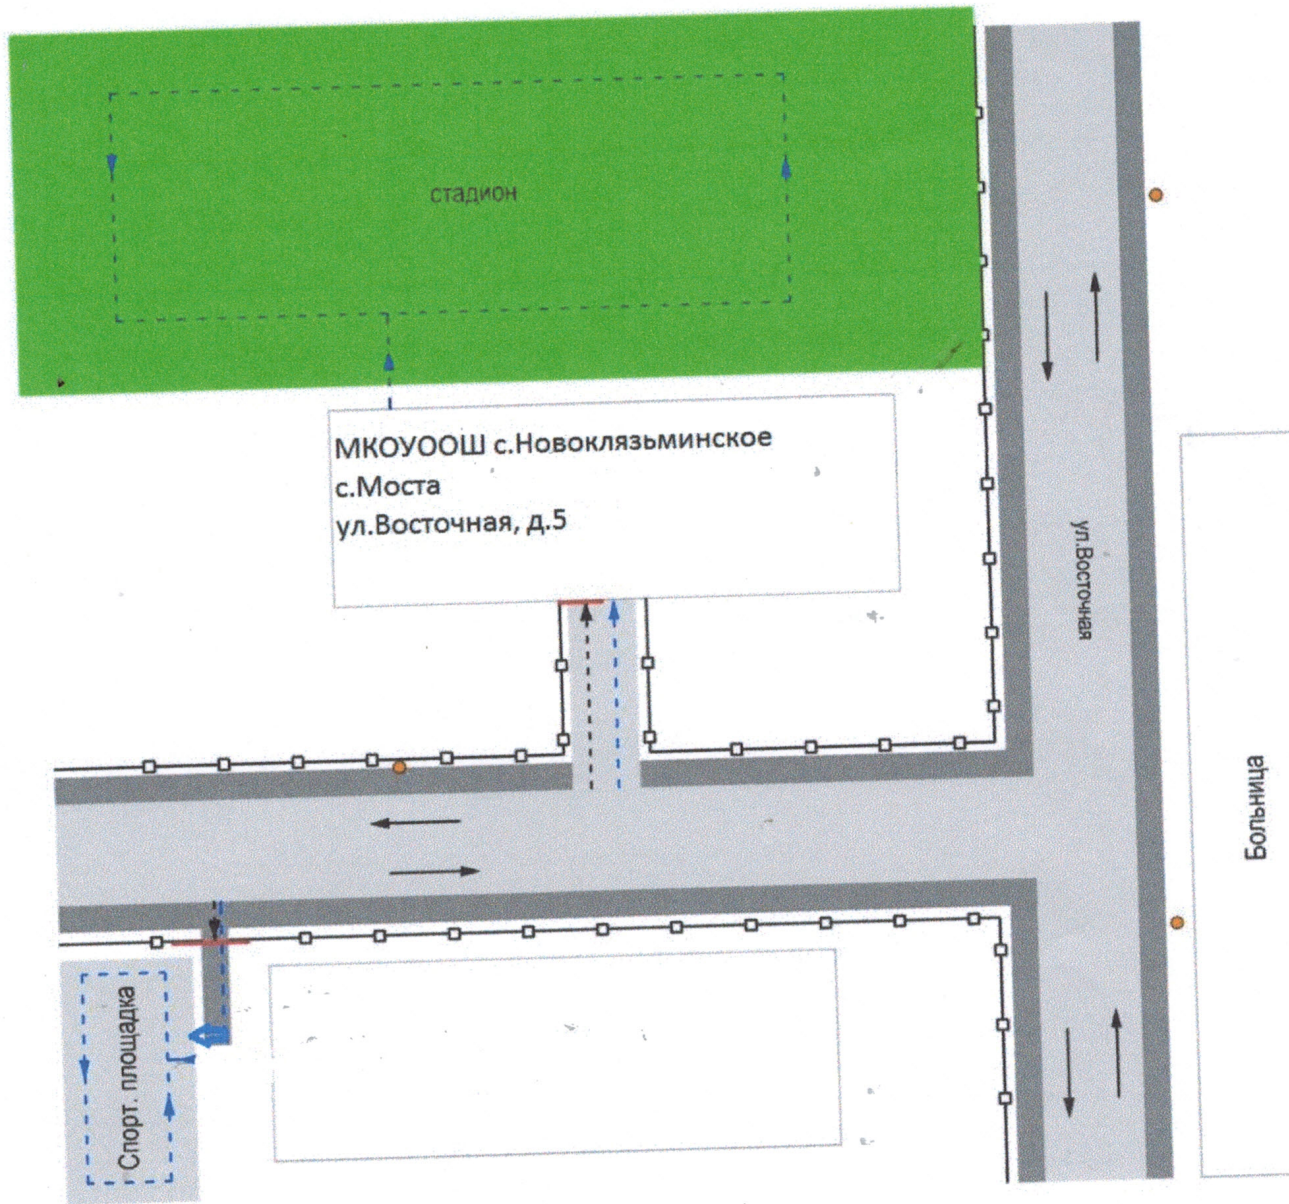 стадион
МКОУООШ с.Новоклязьминское
с.Моста
ул.Восточная, д.5
ул.Восточная
Больница
Спорт. площадка